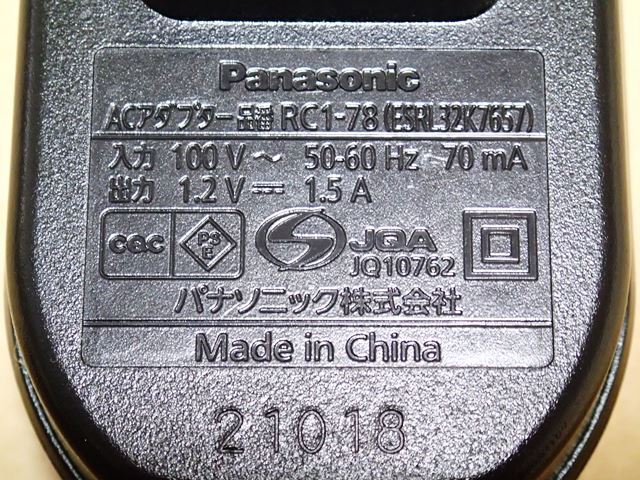 Panasonic
ACアダプター 品番 RC1-78 (ESRL32K7657)
入力 100 V ～ 50-60 Hz 70 mA
出力 1.2 V ⎓ 1.5 A
CQC PS E S JQA
JQ10762
パナソニック株式会社
Made in China
21018